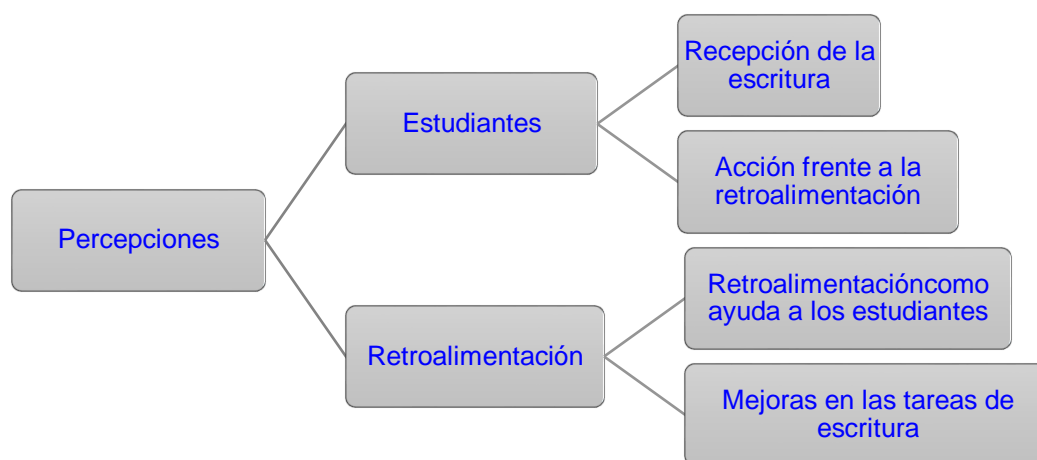 Recepción de la
escritura
Estudiantes
Acción frente a la
retroalimentación
Percepciones
Retroalimentacióncomo
ayuda a los estudiantes
Retroalimentación
Mejoras en las tareas de
escritura